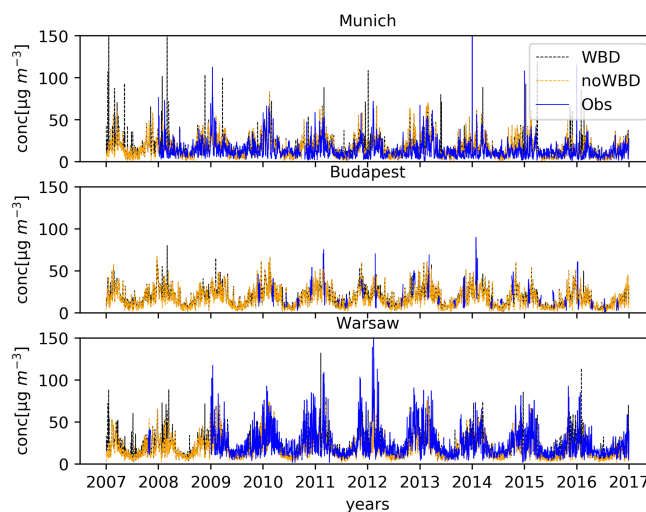 Munich
150
100
50
0
conc[µg m⁻³]
WBD
noWBD
Obs
Budapest
150
100
50
0
conc[µg m⁻³]
Warsaw
150
100
50
0
conc[µg m⁻³]
2007 2008 2009 2010 2011 2012 2013 2014 2015 2016 2017
years